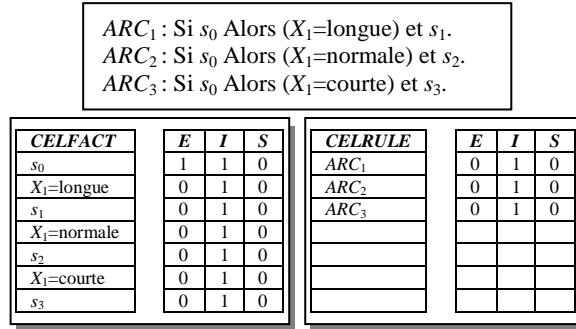 ARC1 : Si s0 Alors (X1=longue) et s1.
ARC2 : Si s0 Alors (X1=normale) et s2.
ARC3 : Si s0 Alors (X1=courte) et s3.
CELFACT E I S
s0 1 1 0
X1=longue 0 1 0
s1 0 1 0
X1=normale 0 1 0
s2 0 1 0
X1=courte 0 1 0
s3 0 1 0
CELRULE E I S
ARC1 0 1 0
ARC2 0 1 0
ARC3 0 1 0